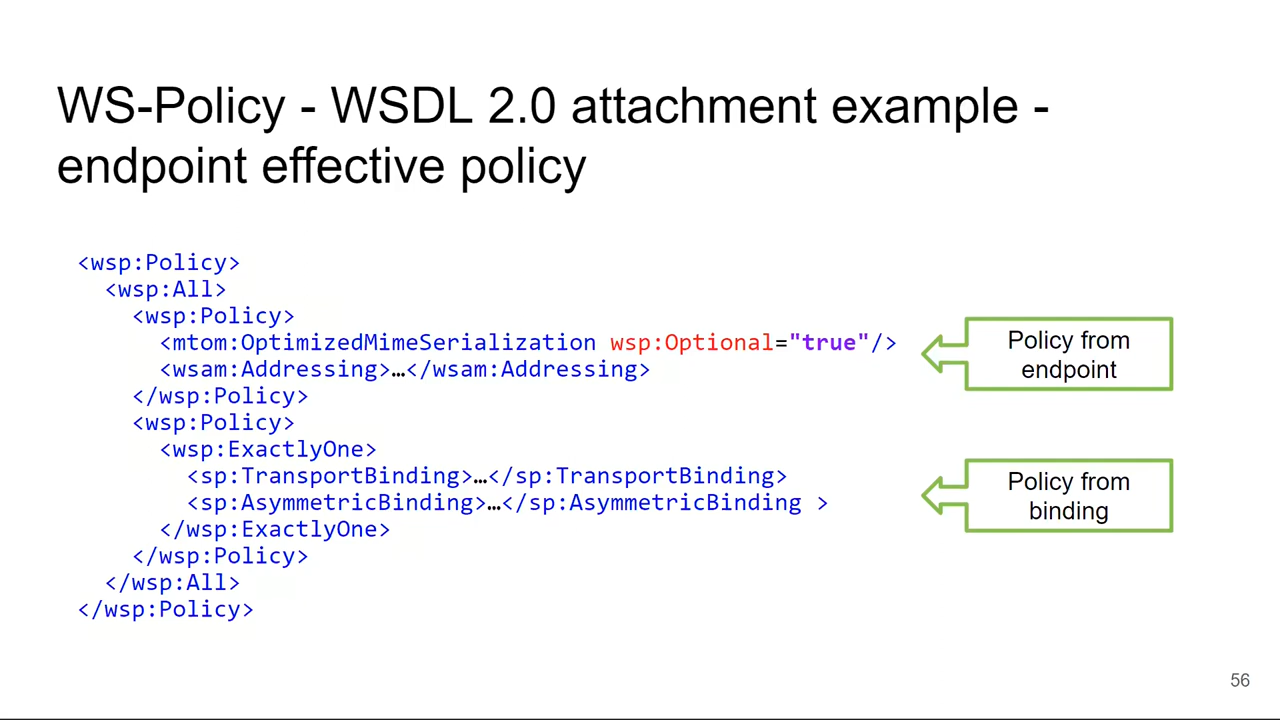 WS-Policy - WSDL 2.0 attachment example -
endpoint effective policy
<wsp:Policy>
  <wsp:All>
    <wsp:Policy>
      <mtom:OptimizedMimeSerialization wsp:Optional="true"/>
      <wsam:Addressing>…</wsam:Addressing>
    </wsp:Policy>
    <wsp:Policy>
      <wsp:ExactlyOne>
        <sp:TransportBinding>…</sp:TransportBinding>
        <sp:AsymmetricBinding>…</sp:AsymmetricBinding >
      </wsp:ExactlyOne>
    </wsp:Policy>
  </wsp:All>
</wsp:Policy>
Policy from
endpoint
Policy from
binding
56